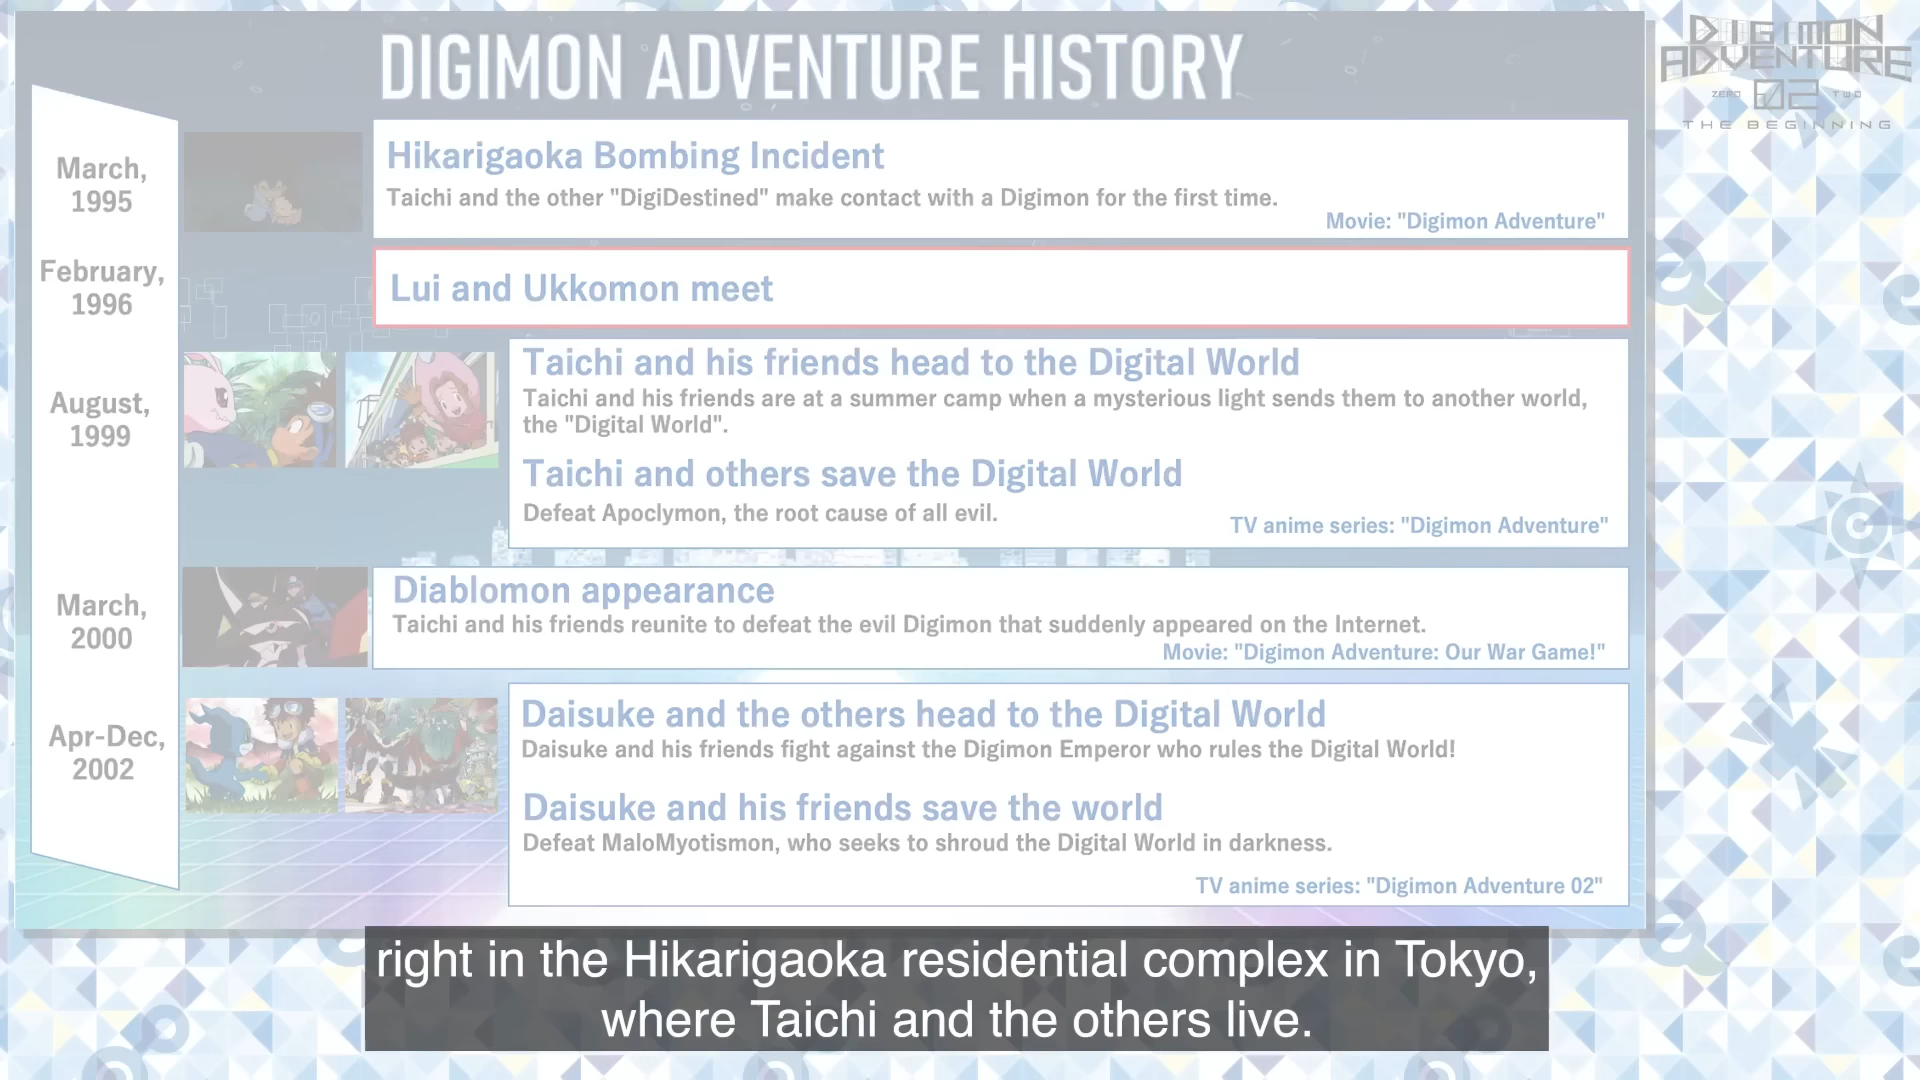 DIGIMON ADVENTURE HISTORY
DIGIMON
ADVENTURE
ZERO 02 TWO
THE BEGINNING
March,
1995
Hikarigaoka Bombing Incident
Taichi and the other "DigiDestined" make contact with a Digimon for the first time.
Movie: "Digimon Adventure"
February,
1996
Lui and Ukkomon meet
August,
1999
Taichi and his friends head to the Digital World
Taichi and his friends are at a summer camp when a mysterious light sends them to another world,
the "Digital World".
Taichi and others save the Digital World
Defeat Apoclymon, the root cause of all evil.
TV anime series: "Digimon Adventure"
March,
2000
Diablomon appearance
Taichi and his friends reunite to defeat the evil Digimon that suddenly appeared on the Internet.
Movie: "Digimon Adventure: Our War Game!"
Apr-Dec,
2002
Daisuke and the others head to the Digital World
Daisuke and his friends fight against the Digimon Emperor who rules the Digital World!
Daisuke and his friends save the world
Defeat MaloMyotismon, who seeks to shroud the Digital World in darkness.
TV anime series: "Digimon Adventure 02"
right in the Hikarigaoka residential complex in Tokyo,
where Taichi and the others live.